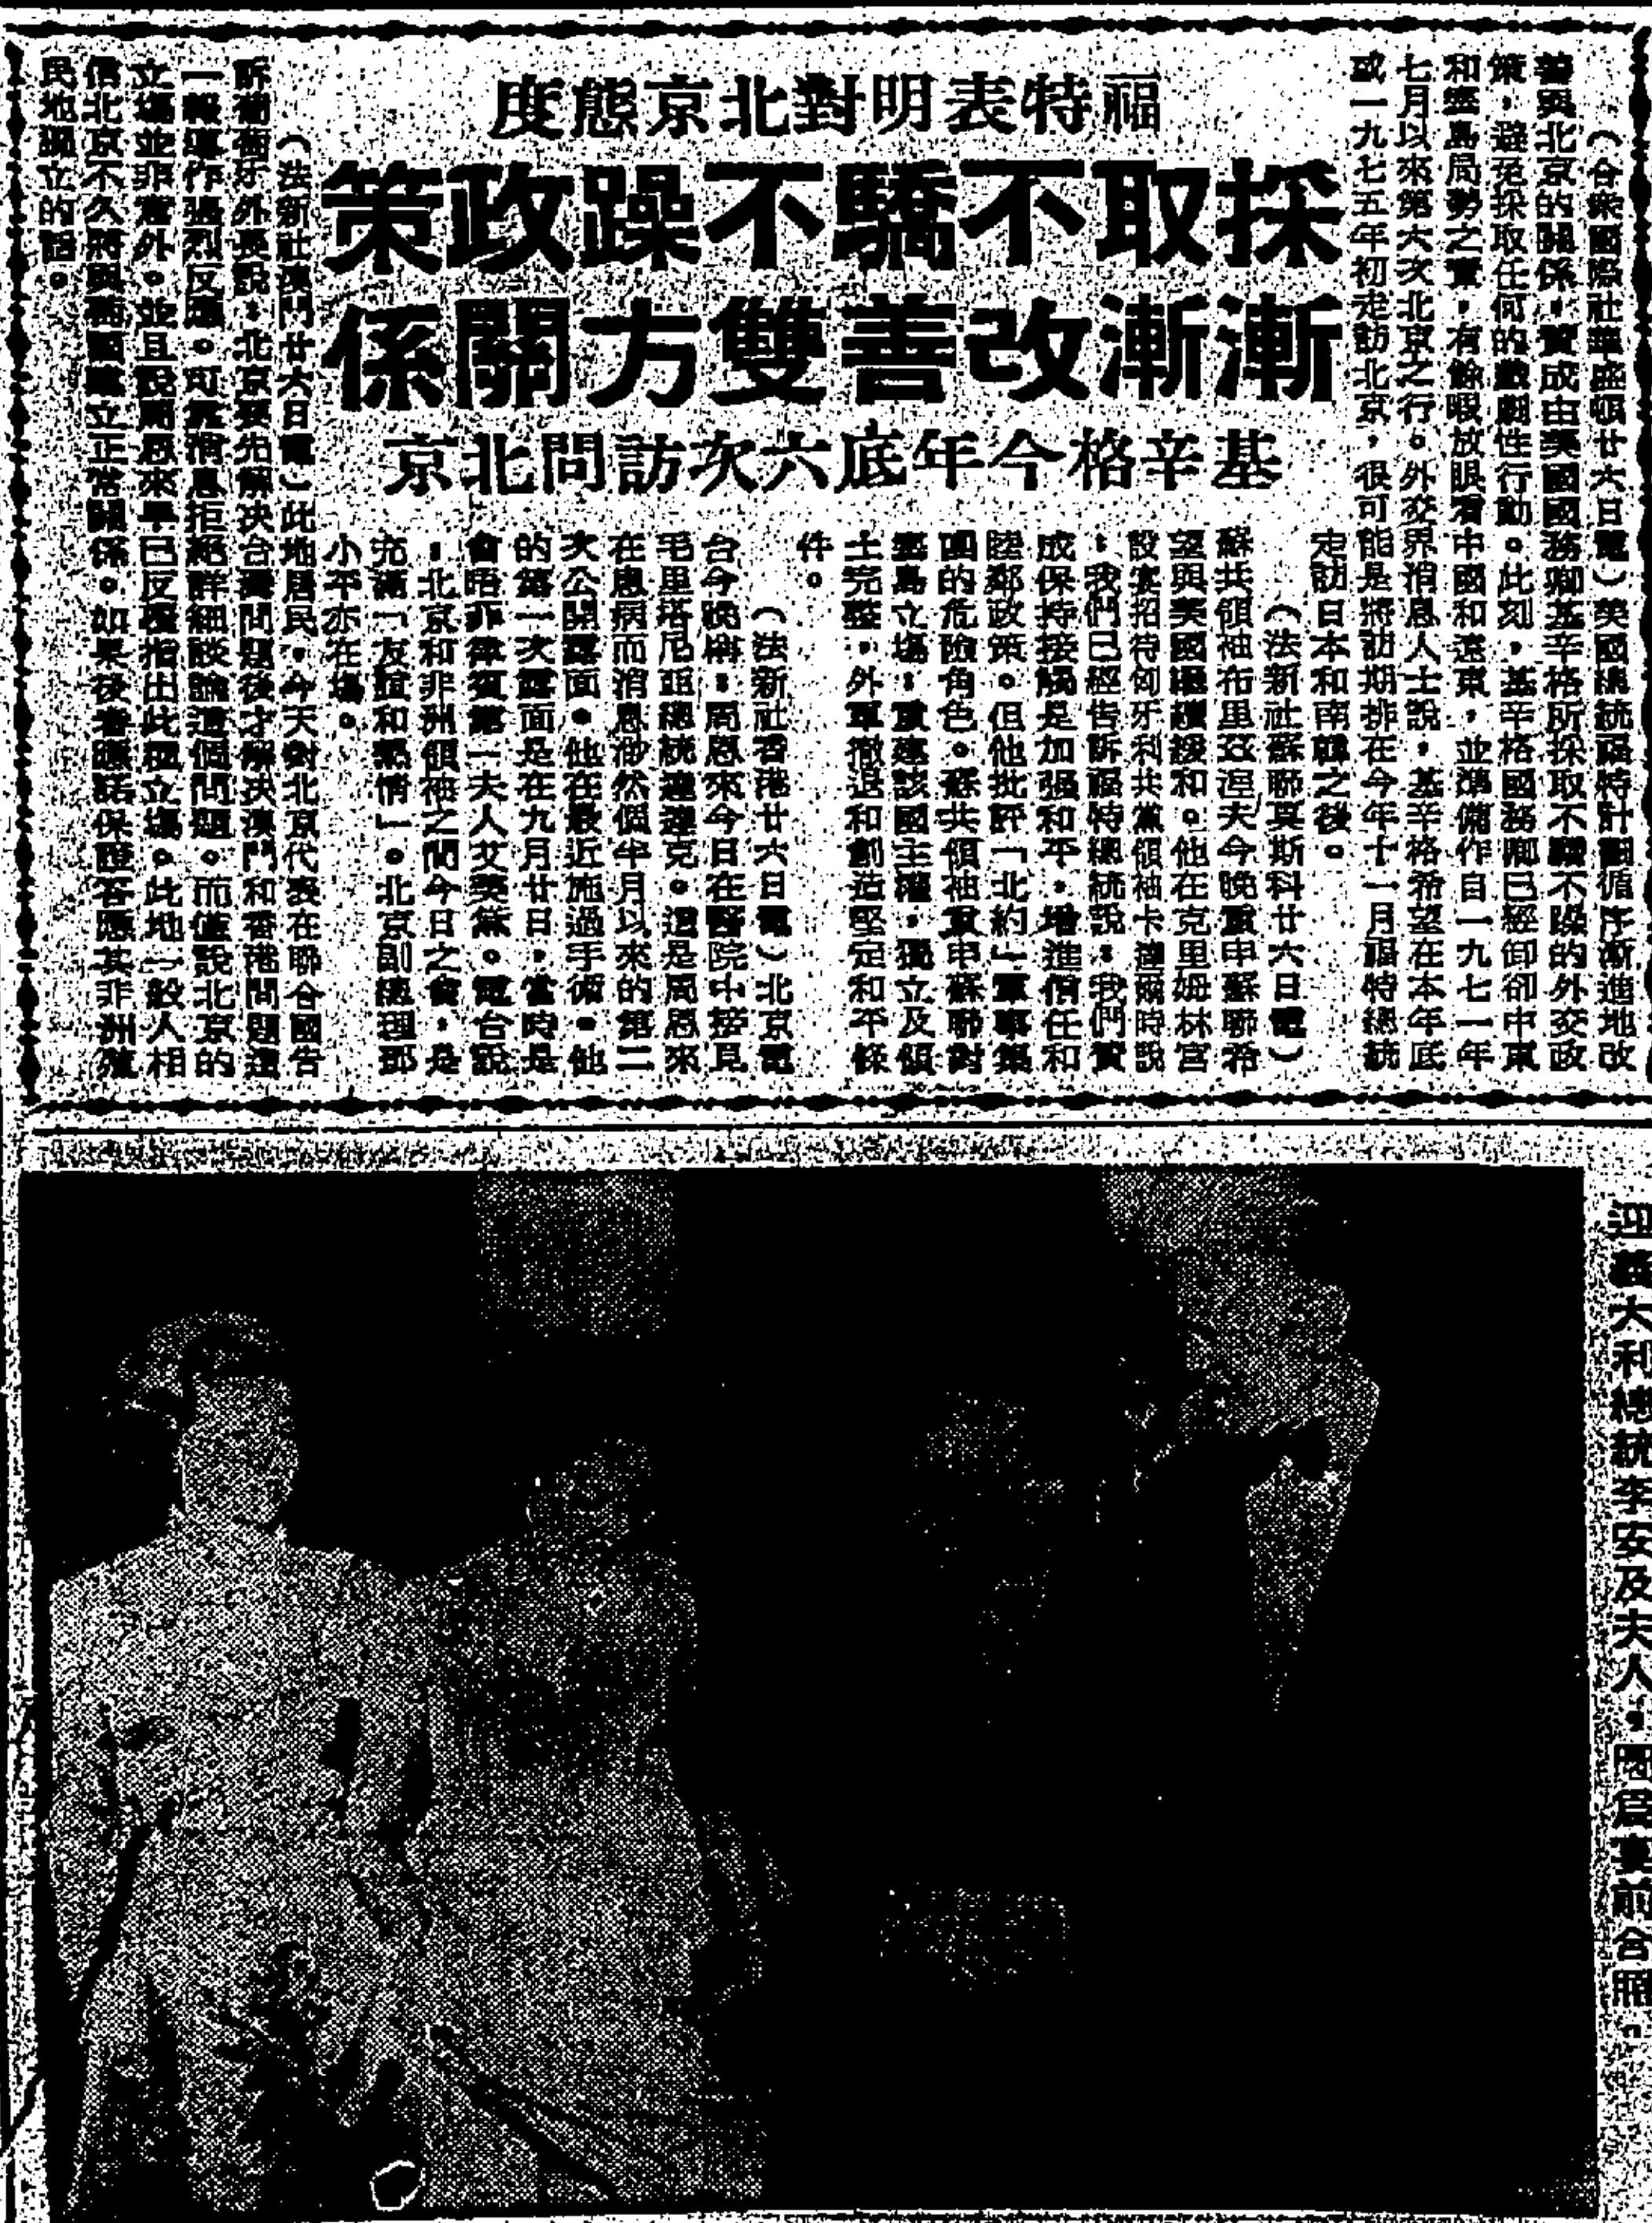 福特表明對北京態度
採取不驕不躁政策
漸漸改善雙方關係
基辛格今年底六次訪問北京
（合衆國際社華盛頓廿六日電）美國總統福特計劃循序漸進地改
善與北京的關係，贊成由美國國務卿基辛格所採取不驕不躁的外交政
策，避免採取任何的戲劇性行動。此刻，基辛格國務卿已經卸卻中東
和塞島局勢之責，有餘暇放眼看中國和遠東，並準備作自一九七一年
七月以來第六次北京之行。外交界消息人士說，基辛格希望在本年底
或一九七五年初走訪北京，很可能是將訪期排在今年十一月福特總統
走訪日本和南韓之後。
（法新社蘇聯莫斯科廿六日電）
蘇共領袖布里茲涅夫今晚重申蘇聯希
望與美國繼續緩和。他在克里姆林宮
設宴招待匈牙利共黨領袖卡達爾時說
：我們已經告訴福特總統說：我們贊
成保持接觸是加强和平，增進信任和
睦鄰政策。但他批評「北約」軍事集
團的危險角色。蘇共領袖重申蘇聯對
塞島立場：重建該國主權，獨立及領
土完整，外軍撤退和創造堅定和平條
件。
（法新社香港廿六日電）北京電
台今晚稱：周恩來今日在醫院中接見
毛里塔尼亞總統達達克。這是周恩來
在患病而消息渺然個半月以來的第二
次公開露面。他在最近施過手術。他
的第一次露面是在九月廿日，當時是
會晤菲律賓第一夫人艾美黛。電台說
：北京和非洲領袖之間今日之會，是
充滿「友誼和熱情」。北京副總理鄧
小平亦在塲。
（法新社澳門廿六日電）此地居民，今天對北京代表在聯合國告
訴葡萄牙外長說：北京要先解决台灣問題後才解决澳門和香港問題這
一報導作强烈反應。可靠消息拒絕詳細談論這個問題。而僅說北京的
立塲並非意外。並且說周恩來早已反覆指出此種立塲。此地一般人相
信北京不久將與葡國建立正常關係。如果後者應諾保證答應其非洲殖
民地獨立的話。
迎義大利總統李安及夫人，圖爲宴前合照。